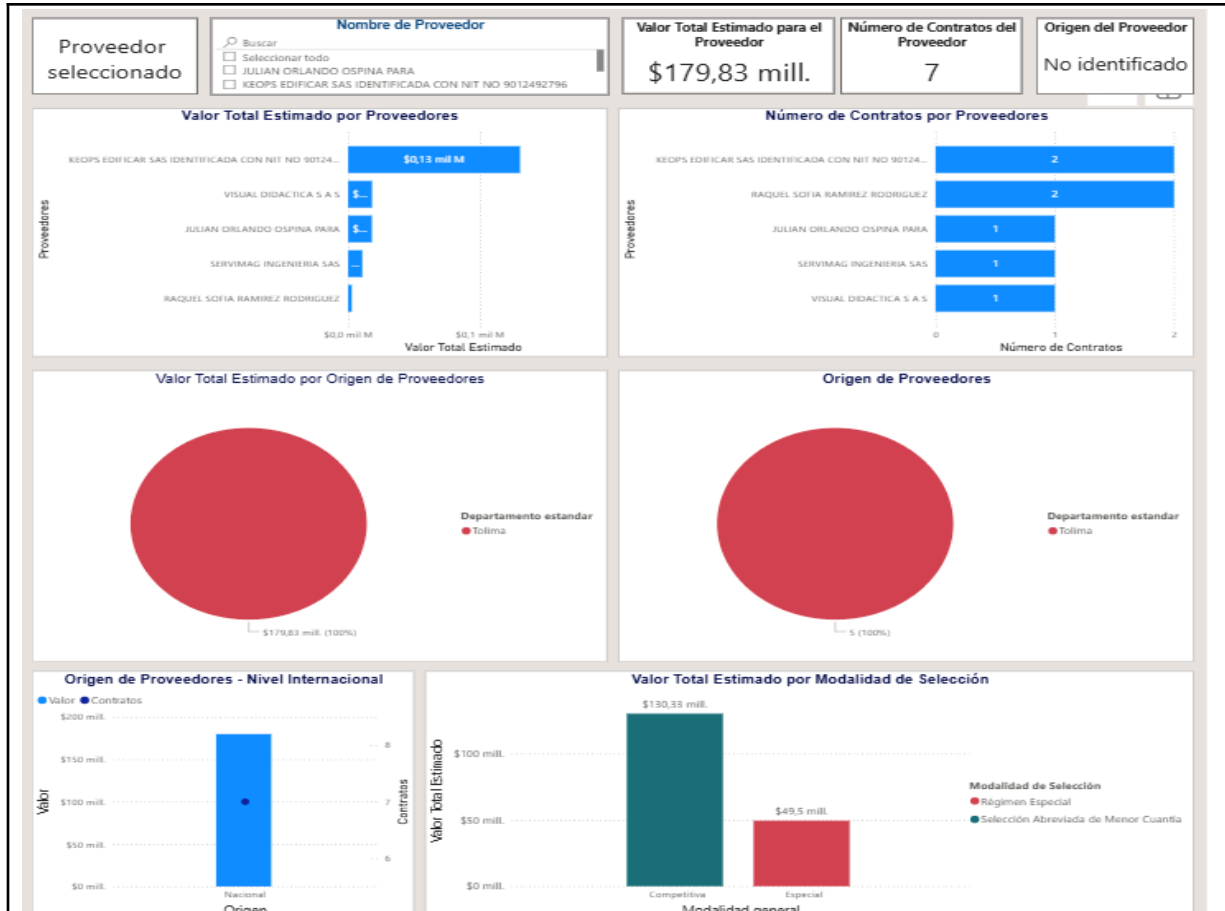 Proveedor
seleccionado
Nombre de Proveedor
Buscar
Seleccionar todo
JULIAN ORLANDO OSPINA PARA
KEOPS EDIFICAR SAS IDENTIFICADA CON NIT NO 9012492796
Valor Total Estimado para el
Proveedor
$179,83 mill.
Número de Contratos del
Proveedor
7
Origen del Proveedor
No identificado
Valor Total Estimado por Proveedores
Proveedores
KEOPS EDIFICAR SAS IDENTIFICADA CON NIT NO 90124...
$0,13 mil M
VISUAL DIDACTICA S A S
$...
JULIAN ORLANDO OSPINA PARA
$...
SERVIMAG INGENIERIA SAS
...
RAQUEL SOFIA RAMIREZ RODRIGUEZ
$0,0 mil M
$0,1 mil M
Valor Total Estimado
Número de Contratos por Proveedores
Proveedores
KEOPS EDIFICAR SAS IDENTIFICADA CON NIT NO 90124...
2
RAQUEL SOFIA RAMIREZ RODRIGUEZ
2
JULIAN ORLANDO OSPINA PARA
1
SERVIMAG INGENIERIA SAS
1
VISUAL DIDACTICA S A S
1
0
1
2
Número de Contratos
Valor Total Estimado por Origen de Proveedores
Departamento estandar
Tolima
$179,83 mill. (100%)
Origen de Proveedores
Departamento estandar
Tolima
5 (100%)
Origen de Proveedores - Nivel Internacional
Valor
Contratos
$200 mill.
$150 mill.
$100 mill.
$50 mill.
$0 mill.
Valor
8
7
6
Contratos
Nacional
Origen
Valor Total Estimado por Modalidad de Selección
Valor Total Estimado
$100 mill.
$50 mill.
$0 mill.
$130,33 mill.
$49,5 mill.
Competitiva
Especial
Modalidad general
Modalidad de Selección
Régimen Especial
Selección Abreviada de Menor Cuantía